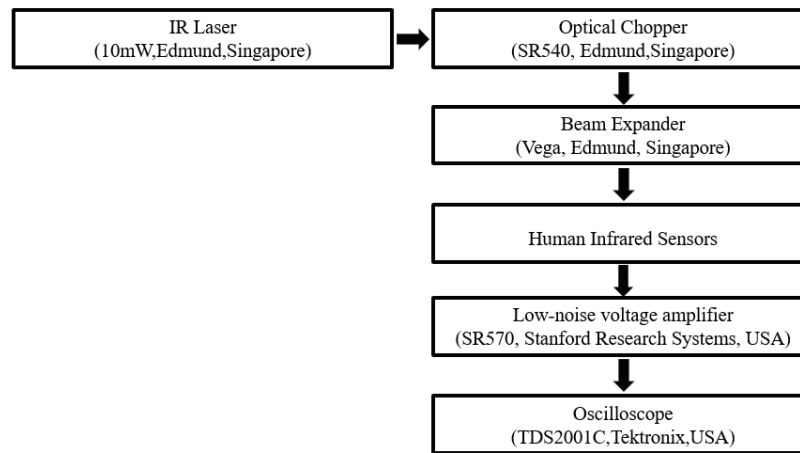 IR Laser
(10mW,Edmund,Singapore)
Optical Chopper
(SR540, Edmund,Singapore)
Beam Expander
(Vega, Edmund, Singapore)
Human Infrared Sensors
Low-noise voltage amplifier
(SR570, Stanford Research Systems, USA)
Oscilloscope
(TDS2001C,Tektronix,USA)